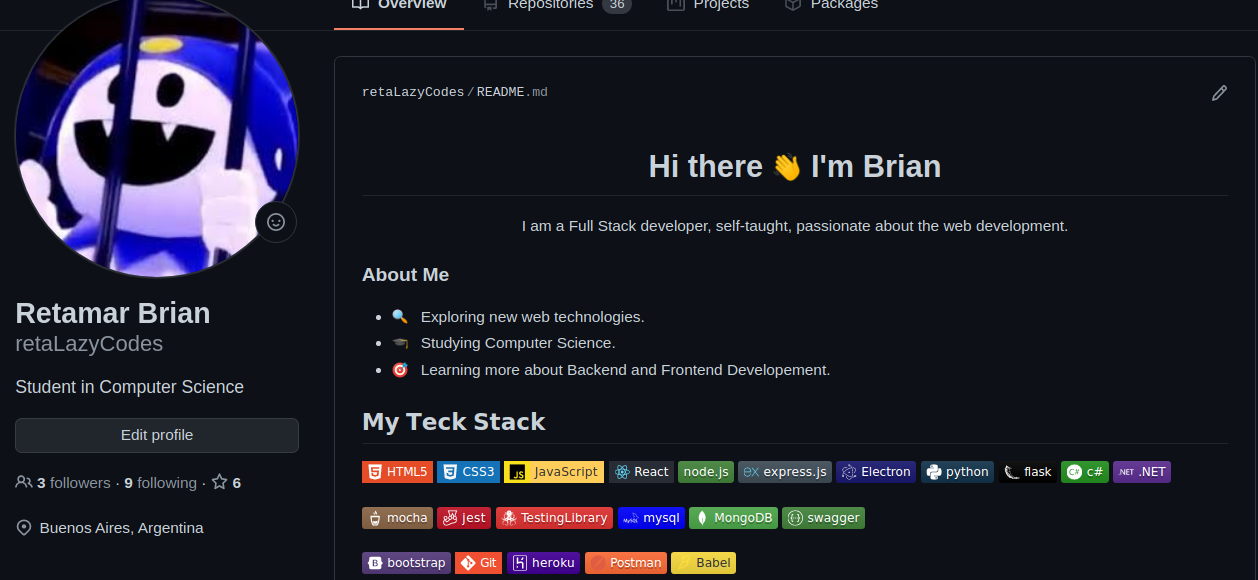 Overview Repositories 36 Projects Packages
retaLazyCodes/README.md
Hi there 👋 I'm Brian
I am a Full Stack developer, self-taught, passionate about the web development.
About Me
🔍 Exploring new web technologies.
🎓 Studying Computer Science.
🎯 Learning more about Backend and Frontend Developement.
My Teck Stack
HTML5 CSS3 JS JavaScript React node.js EX express.js Electron python flask C# c# .NET .NET
mocha jest TestingLibrary MySQL mysql MongoDB swagger
B bootstrap Git heroku Postman Babel
Retamar Brian
retaLazyCodes
Student in Computer Science
Edit profile
3 followers · 9 following · 6
Buenos Aires, Argentina